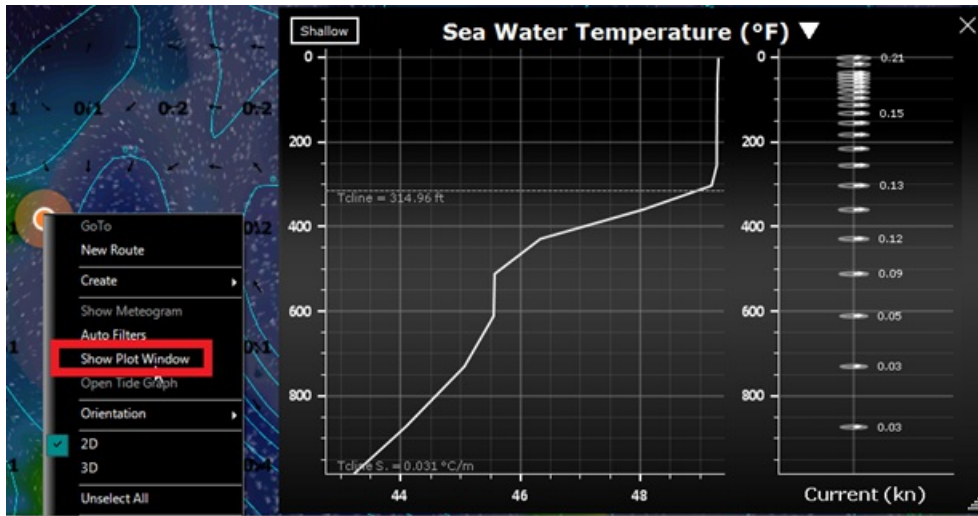 0.1
0.2
0.2
0.2
GoTo
New Route
Create
Show Meteogram
Auto Filters
Show Plot Window
Open Tide Graph
Orientation
2D
3D
Unselect All
Shallow
Sea Water Temperature (°F) ▼
0
200
400
600
800
Tcline = 314.96 ft
Tcline S. = 0.031 °C/m
44 46 48
0
200
400
600
800
0.21
0.15
0.13
0.12
0.09
0.05
0.03
0.03
Current (kn)